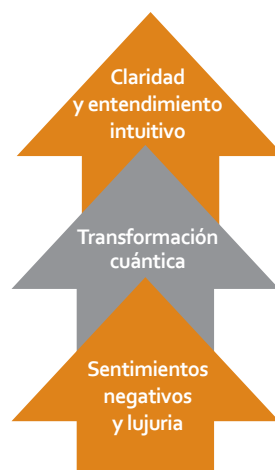 Claridad
y entendimiento
intuitivo
Transformación
cuántica
Sentimientos
negativos
y lujuria